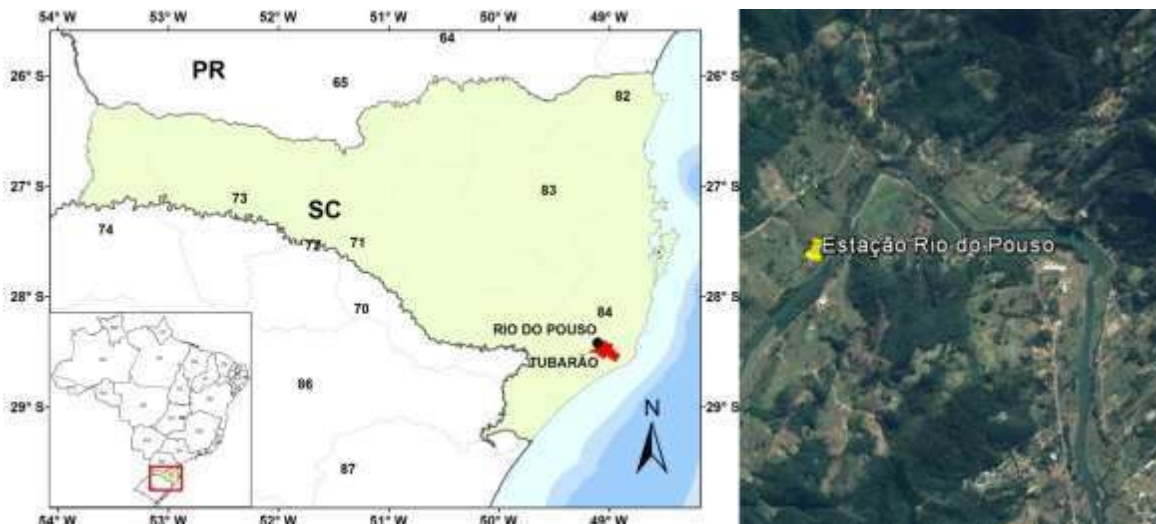 54° W 53° W 52° W 51° W 50° W 49° W
64
PR
26° S
65
82
26° S
27° S
73
83
27° S
SC
74
72
71
28° S
70
84
28° S
RIO DO POUSO
TUBARÃO
86
29° S
29° S
N
87
54° W 53° W 52° W 51° W 50° W 49° W
Estação Rio do Pouso